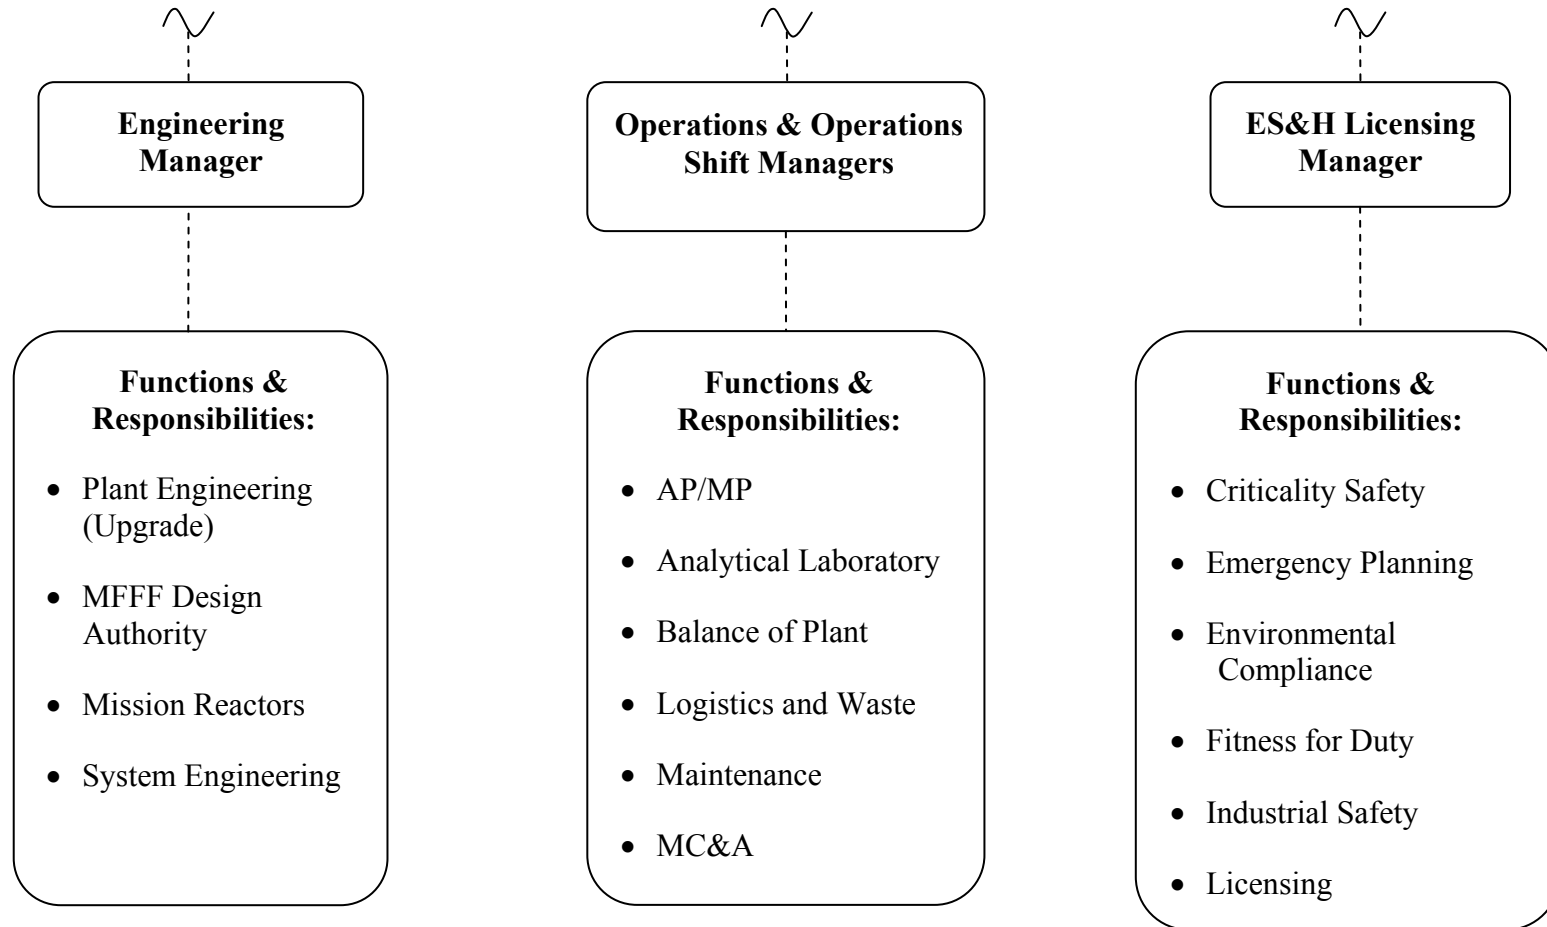 Engineering
Manager
Operations & Operations
Shift Managers
ES&H Licensing
Manager
Functions &
Responsibilities:
• Plant Engineering
(Upgrade)
• MFFF Design
Authority
• Mission Reactors
• System Engineering
Functions &
Responsibilities:
• AP/MP
• Analytical Laboratory
• Balance of Plant
• Logistics and Waste
• Maintenance
• MC&A
Functions &
Responsibilities:
• Criticality Safety
• Emergency Planning
• Environmental
Compliance
• Fitness for Duty
• Industrial Safety
• Licensing